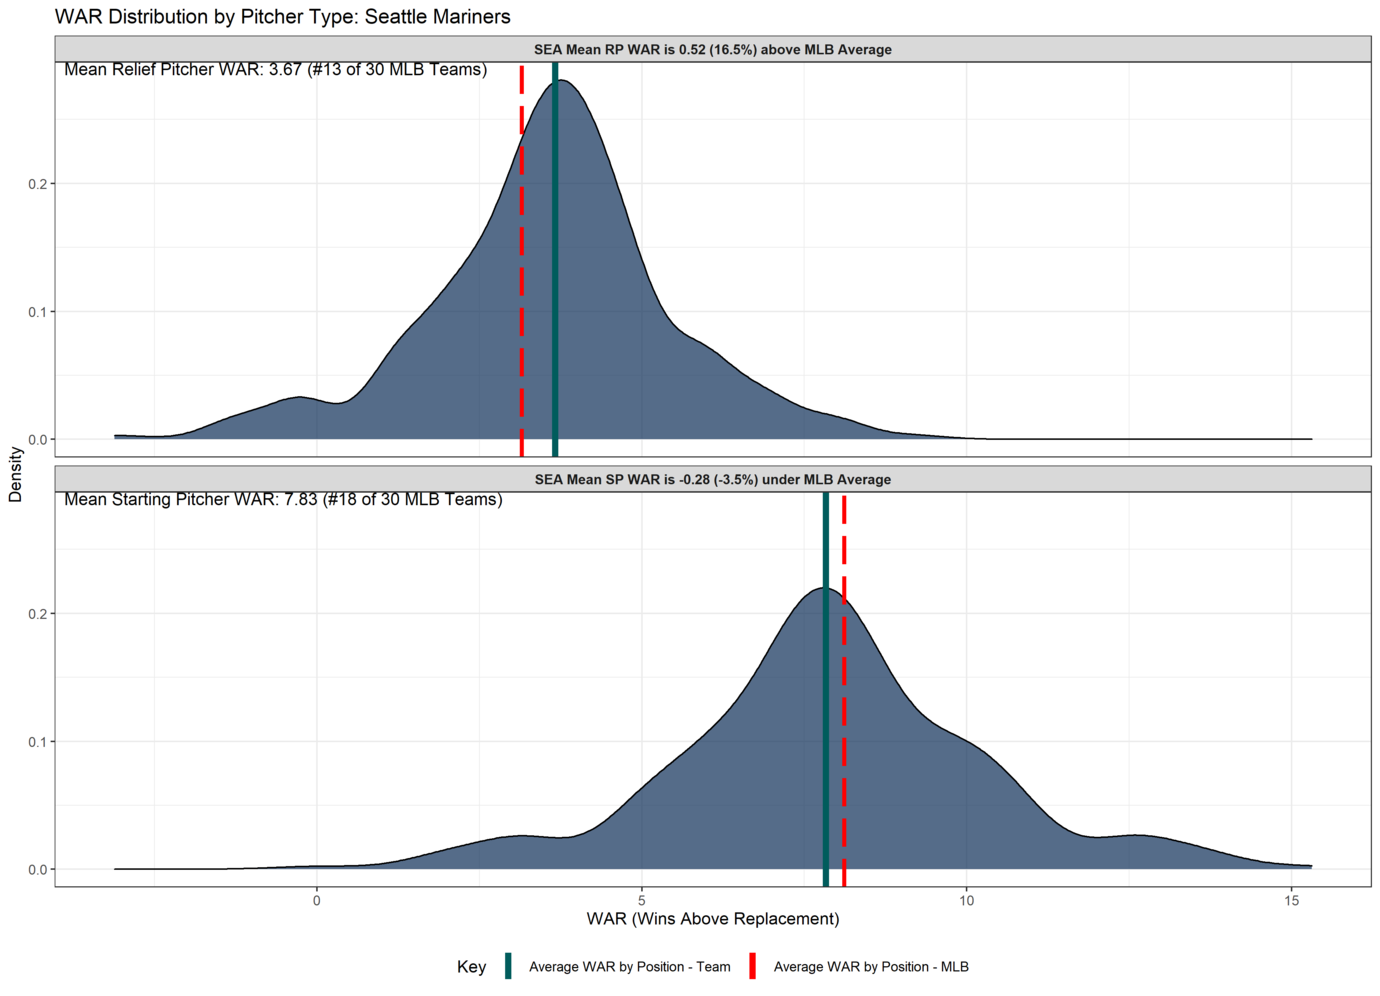 WAR Distribution by Pitcher Type: Seattle Mariners
SEA Mean RP WAR is 0.52 (16.5%) above MLB Average
Mean Relief Pitcher WAR: 3.67 (#13 of 30 MLB Teams)
0.2
0.1
0.0
Density
SEA Mean SP WAR is -0.28 (-3.5%) under MLB Average
Mean Starting Pitcher WAR: 7.83 (#18 of 30 MLB Teams)
0.2
0.1
0.0
0 5 10 15
WAR (Wins Above Replacement)
Key Average WAR by Position - Team Average WAR by Position - MLB